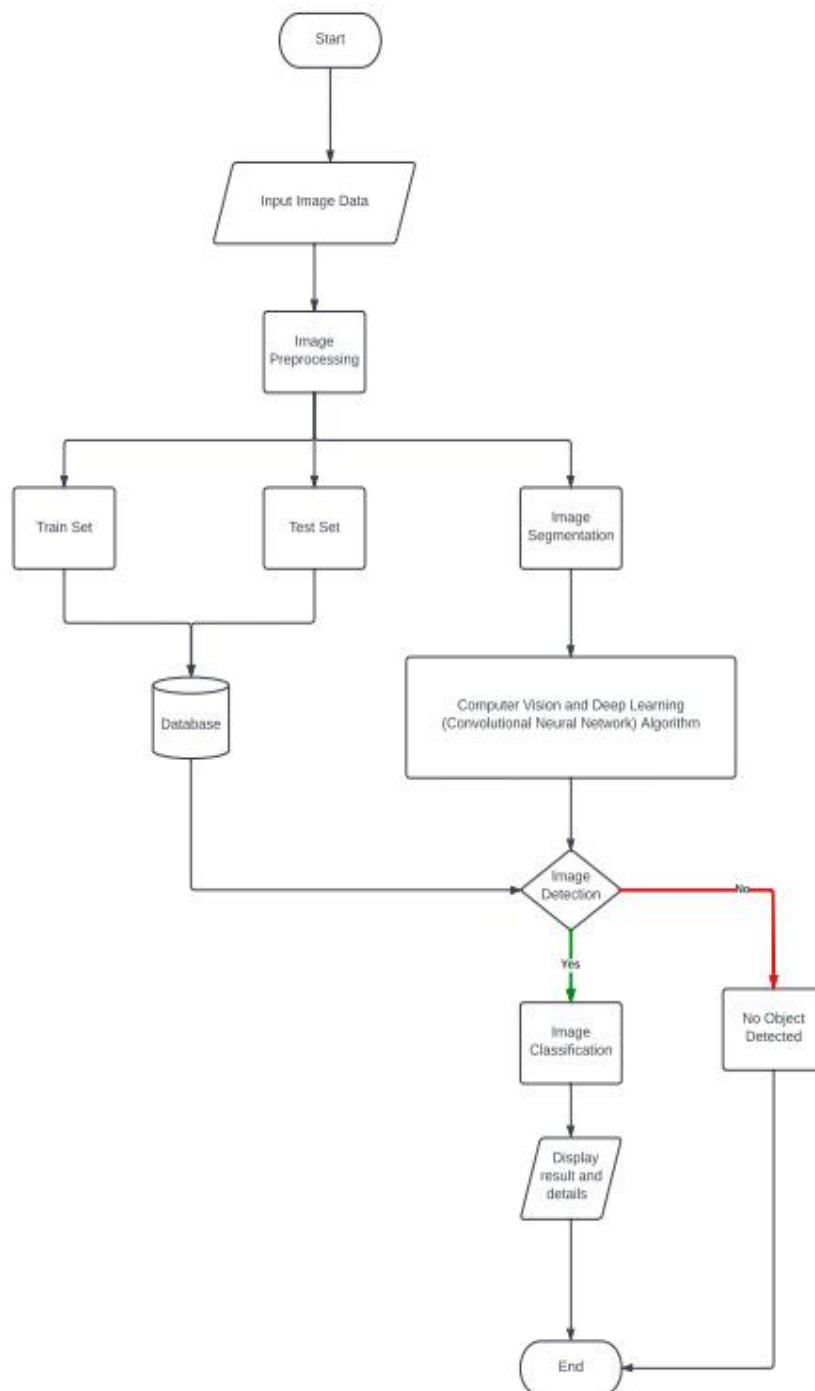 Start
Input Image Data
Image
Preprocessing
Train Set
Test Set
Image
Segmentation
Database
Computer Vision and Deep Learning
(Convolutional Neural Network) Algorithm
Image
Detection
No
Yes
Image
Classification
No Object
Detected
Display
result and
details
End